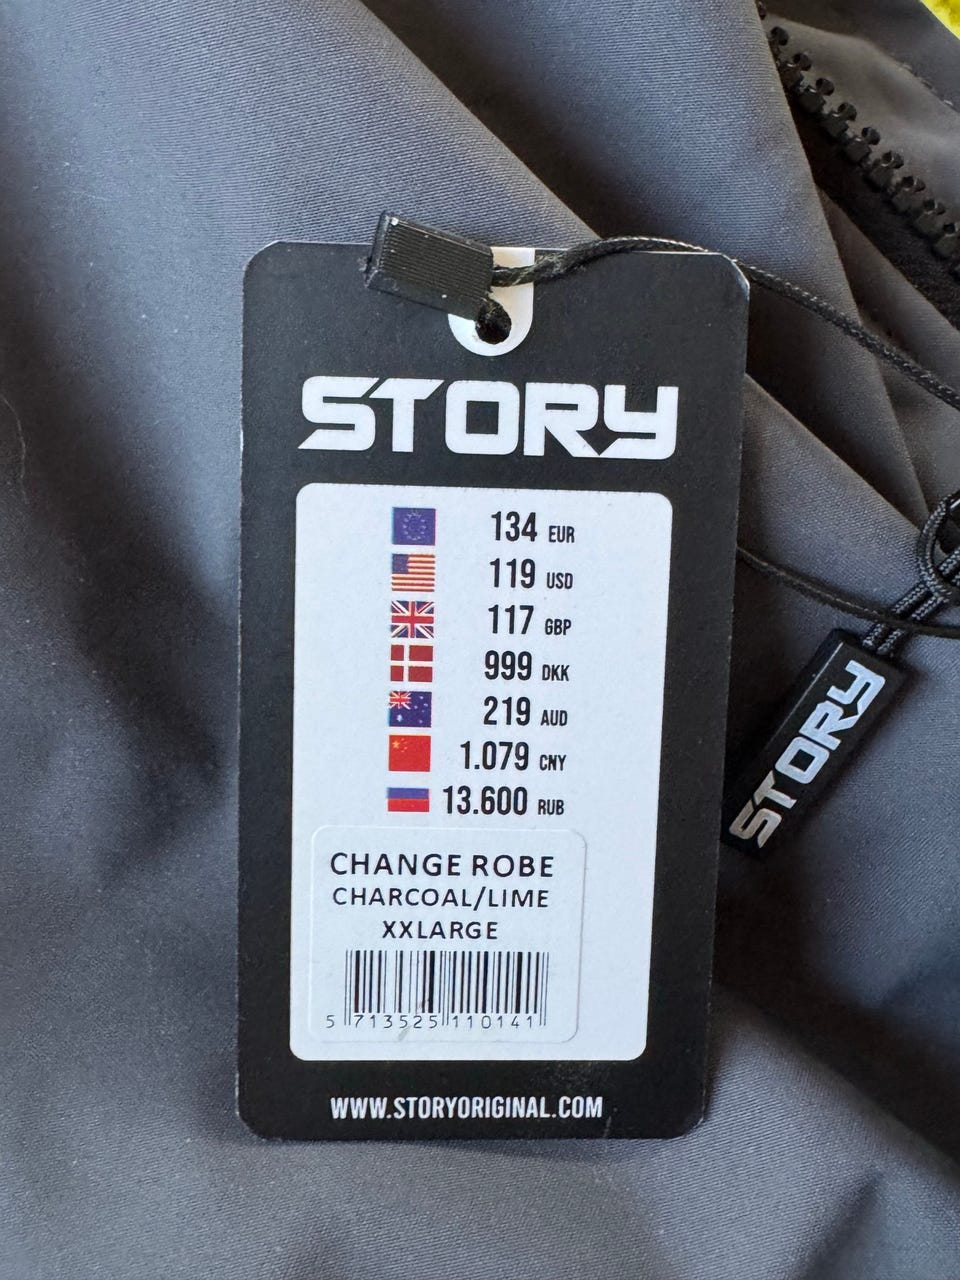 STORY
134 EUR
119 USD
117 GBP
999 DKK
219 AUD
1.079 CNY
13.600 RUB
CHANGE ROBE
CHARCOAL/LIME
XXLARGE
5 713525 110141
WWW.STORYORIGINAL.COM
STORY